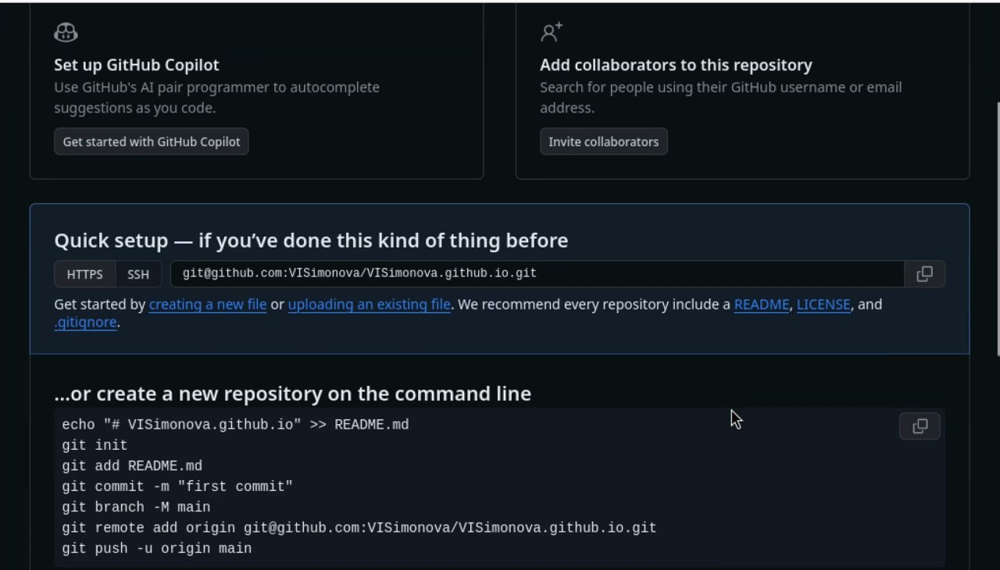 Set up GitHub Copilot
Use GitHub's AI pair programmer to autocomplete
suggestions as you code.
Get started with GitHub Copilot
Add collaborators to this repository
Search for people using their GitHub username or email
address.
Invite collaborators
Quick setup — if you’ve done this kind of thing before
HTTPS SSH git@github.com:VISimonova/VISimonova.github.io.git
Get started by creating a new file or uploading an existing file. We recommend every repository include a README, LICENSE, and
.gitignore.
…or create a new repository on the command line
echo "# VISimonova.github.io" >> README.md
git init
git add README.md
git commit -m "first commit"
git branch -M main
git remote add origin git@github.com:VISimonova/VISimonova.github.io.git
git push -u origin main